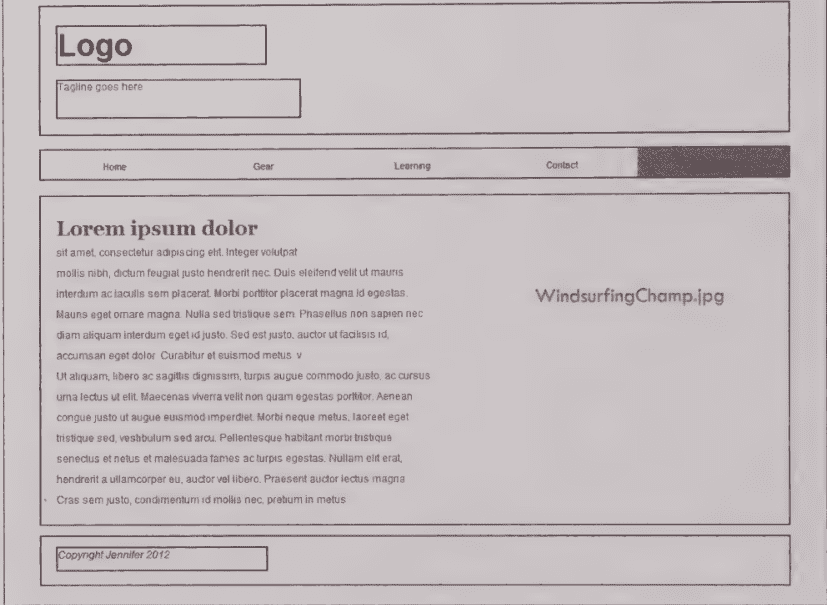 Logo
Tagline goes here
Home Gear Learning Contact
Lorem ipsum dolor
sit amet, consectetur adipiscing elit. Integer volutpat
mollis nibh, dictum feugiat justo hendrerit nec. Duis eleifend velit ut mauris
interdum ac iaculis sem placerat. Morbi porttitor placerat magna id egestas.
Mauris eget ornare magna. Nulla sed tristique sem. Phasellus non sapien nec
diam aliquam interdum eget id justo. Sed est justo, auctor ut facilisis id,
accumsan eget dolor. Curabitur et euismod metus. v
Ut aliquam, libero ac sagittis dignissim, turpis augue commodo justo, ac cursus
urna lectus ut elit. Maecenas viverra velit non quam egestas porttitor. Aenean
congue justo ut augue euismod imperdiet. Morbi neque metus, laoreet eget
tristique sed, vestibulum sed arcu. Pellentesque habitant morbi tristique
senectus et netus et malesuada fames ac turpis egestas. Nullam elit erat,
hendrerit a ullamcorper eu, auctor vel libero. Praesent auctor lectus magna.
Cras sem justo, condimentum id mollis nec, pretium in metus
WindsurfingChamp.jpg
Copyright Jennifer 2012